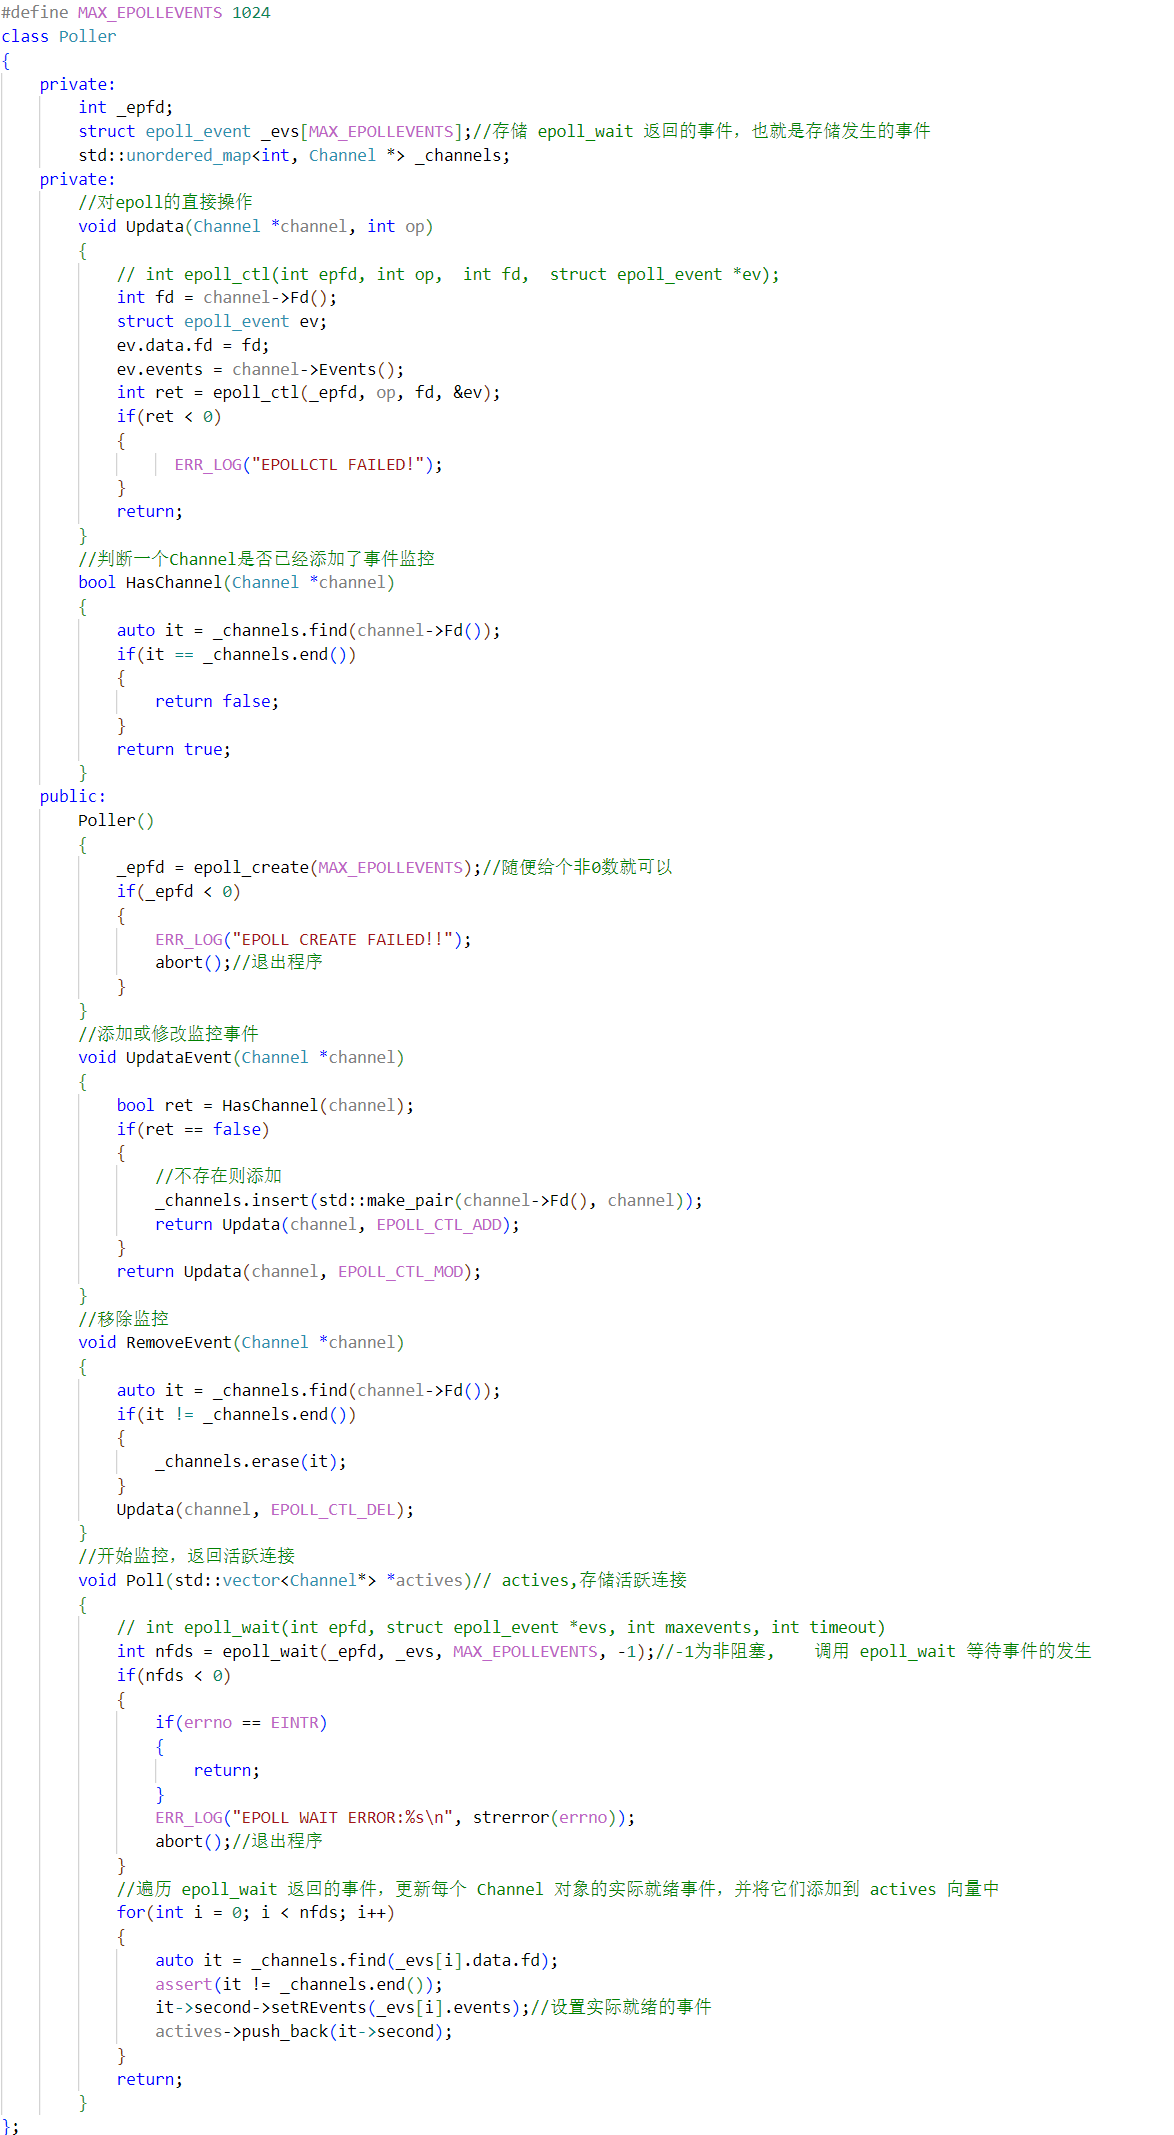 #define MAX_EPOLLEVENTS 1024
class Poller
{
    private:
        int _epfd;
        struct epoll_event _evs[MAX_EPOLLEVENTS];//存储 epoll_wait 返回的事件，也就是存储发生的事件
        std::unordered_map<int, Channel *> _channels;
    private:
        //对epoll的直接操作
        void Updata(Channel *channel, int op)
        {
            // int epoll_ctl(int epfd, int op,  int fd,  struct epoll_event *ev);
            int fd = channel->Fd();
            struct epoll_event ev;
            ev.data.fd = fd;
            ev.events = channel->Events();
            int ret = epoll_ctl(_epfd, op, fd, &ev);
            if(ret < 0)
            {
                  ERR_LOG("EPOLLCTL FAILED!");
            }
            return;
        }
        //判断一个Channel是否已经添加了事件监控
        bool HasChannel(Channel *channel)
        {
            auto it = _channels.find(channel->Fd());
            if(it == _channels.end())
            {
                return false;
            }
            return true;
        }
    public:
        Poller()
        {
            _epfd = epoll_create(MAX_EPOLLEVENTS);//随便给个非0数就可以
            if(_epfd < 0)
            {
                ERR_LOG("EPOLL CREATE FAILED!!");
                abort();//退出程序
            }
        }
        //添加或修改监控事件
        void UpdataEvent(Channel *channel)
        {
            bool ret = HasChannel(channel);
            if(ret == false)
            {
                //不存在则添加
                _channels.insert(std::make_pair(channel->Fd(), channel));
                return Updata(channel, EPOLL_CTL_ADD);
            }
            return Updata(channel, EPOLL_CTL_MOD);
        }
        //移除监控
        void RemoveEvent(Channel *channel)
        {
            auto it = _channels.find(channel->Fd());
            if(it != _channels.end())
            {
                _channels.erase(it);
            }
            Updata(channel, EPOLL_CTL_DEL);
        }
        //开始监控，返回活跃连接
        void Poll(std::vector<Channel*> *actives)// actives,存储活跃连接
        {
            // int epoll_wait(int epfd, struct epoll_event *evs, int maxevents, int timeout)
            int nfds = epoll_wait(_epfd, _evs, MAX_EPOLLEVENTS, -1);//-1为非阻塞,    调用 epoll_wait 等待事件的发生
            if(nfds < 0)
            {
                if(errno == EINTR)
                {
                    return;
                }
                ERR_LOG("EPOLL WAIT ERROR:%s\n", strerror(errno));
                abort();//退出程序
            }
            //遍历 epoll_wait 返回的事件，更新每个 Channel 对象的实际就绪事件，并将它们添加到 actives 向量中
            for(int i = 0; i < nfds; i++)
            {
                auto it = _channels.find(_evs[i].data.fd);
                assert(it != _channels.end());
                it->second->setREvents(_evs[i].events);//设置实际就绪的事件
                actives->push_back(it->second);
            }
            return;
        }
};